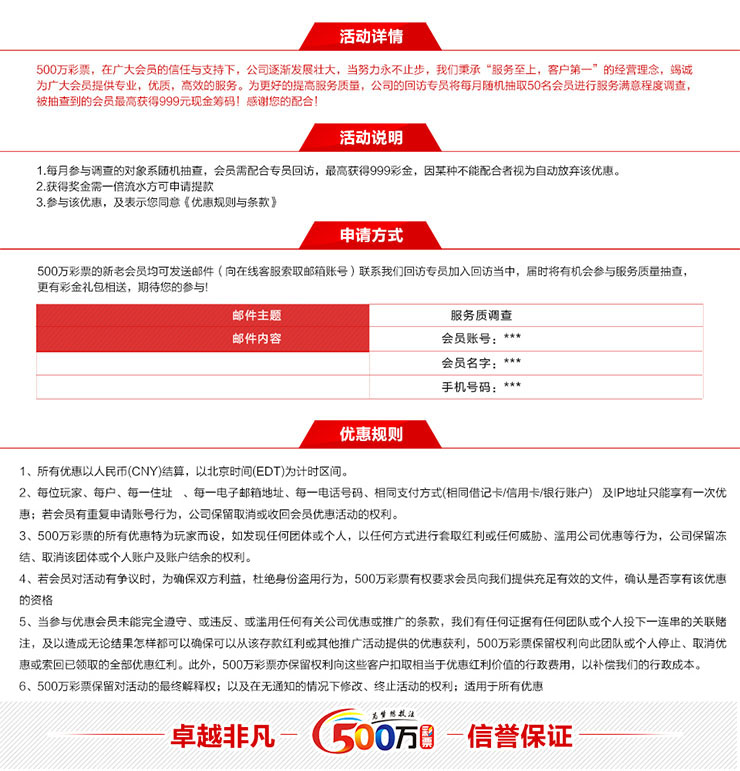 活动详情
500万彩票，在广大会员的信任与支持下，公司逐渐发展壮大，当努力永不止步，我们秉承“服务至上，客户第一”的经营理念，竭诚
为广大会员提供专业，优质，高效的服务。为更好的提高服务质量，公司的回访专员将每月随机抽取50名会员进行服务满意程度调查，
被抽查到的会员最高获得999元现金筹码！感谢您的配合！
活动说明
1.每月参与调查的对象系随机抽查，会员需配合专员回访，最高获得999彩金，因某种不能配合者视为自动放弃该优惠。
2.获得奖金需一倍流水方可申请提款
3.参与该优惠，及表示您同意《优惠规则与条款》
申请方式
500万彩票的新老会员均可发送邮件（向在线客服索取邮箱账号）联系我们回访专员加入回访当中，届时将有机会参与服务质量抽查，
更有彩金礼包相送，期待您的参与！
邮件主题 服务质调查
邮件内容 会员账号：***
会员名字：***
手机号码：***
优惠规则
1、所有优惠以人民币(CNY)结算，以北京时间(EDT)为计时区间。
2、每位玩家、每户、每一住址 、每一电子邮箱地址、每一电话号码、相同支付方式(相同借记卡/信用卡/银行账户) 及IP地址只能享有一次优
惠；若会员有重复申请账号行为，公司保留取消或收回会员优惠活动的权利。
3、500万彩票的所有优惠特为玩家而设，如发现任何团体或个人，以任何方式进行套取红利或任何威胁、滥用公司优惠等行为，公司保留冻
结、取消该团体或个人账户及账户结余的权利。
4、若会员对活动有争议时，为确保双方利益，杜绝身份盗用行为，500万彩票有权要求会员向我们提供充足有效的文件，确认是否享有该优惠
的资格
5、当参与优惠会员未能完全遵守、或违反、或滥用任何有关公司优惠或推广的条款，我们有任何证据有任何团队或个人投下一连串的关联赌
注，及以造成无论结果怎样都可以确保可以从该存款红利或其他推广活动提供的优惠获利，500万彩票保留权利向此团队或个人停止、取消优
惠或索回已领取的全部优惠红利。此外，500万彩票亦保留权利向这些客户扣取相当于优惠红利价值的行政费用，以补偿我们的行政成本。
6、500万彩票保留对活动的最终解释权；以及在无通知的情况下修改、终止活动的权利；适用于所有优惠
卓越非凡 500万彩票 信誉保证